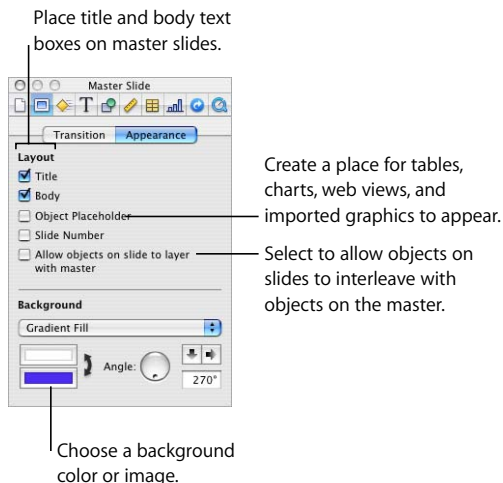 Place title and body text
boxes on master slides.
Master Slide
T
Transition Appearance
Layout
Title
Body
Object Placeholder
Slide Number
Allow objects on slide to layer
with master
Background
Gradient Fill
Angle:
270°
Create a place for tables,
charts, web views, and
imported graphics to appear.
Select to allow objects on
slides to interleave with
objects on the master.
Choose a background
color or image.